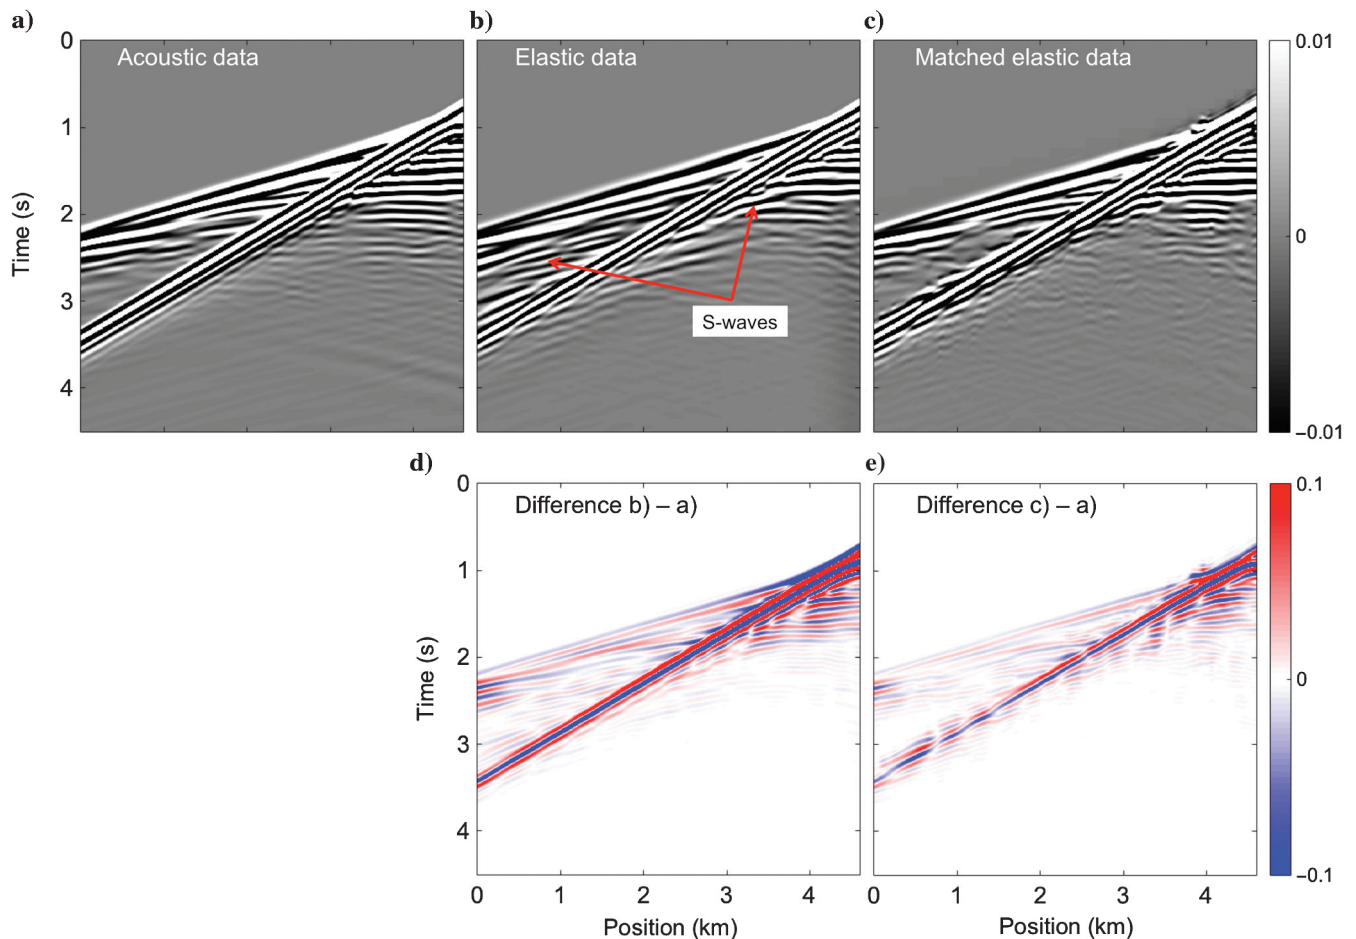 a)
b)
c)
Acoustic data
Elastic data
Matched elastic data
0
1
2
3
4
Time (s)
S-waves
0.01
0
−0.01
d)
e)
Difference b) – a)
Difference c) – a)
0
1
2
3
4
Time (s)
0.1
0
−0.1
0 1 2 3 4
0 1 2 3 4
Position (km)
Position (km)